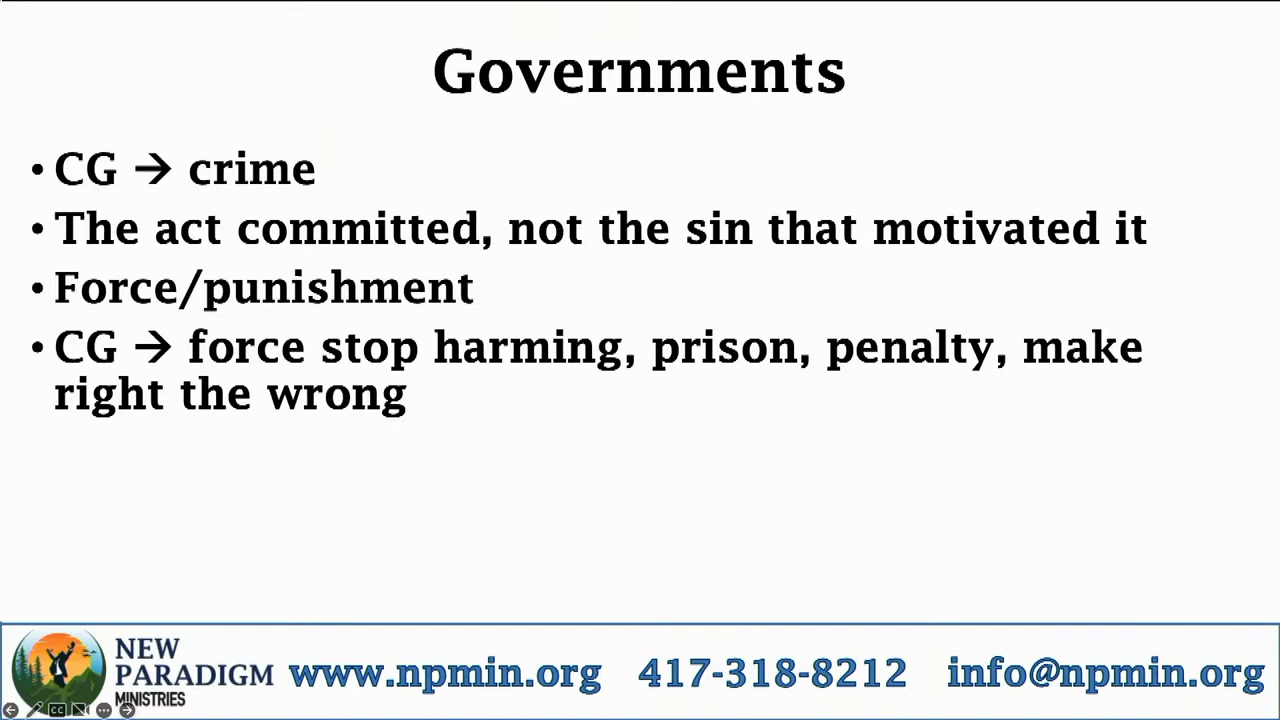 Governments
• CG → crime
• The act committed, not the sin that motivated it
• Force/punishment
• CG → force stop harming, prison, penalty, make
right the wrong
NEW
PARADIGM
MINISTRIES
www.npmin.org 417-318-8212 info@npmin.org
CC